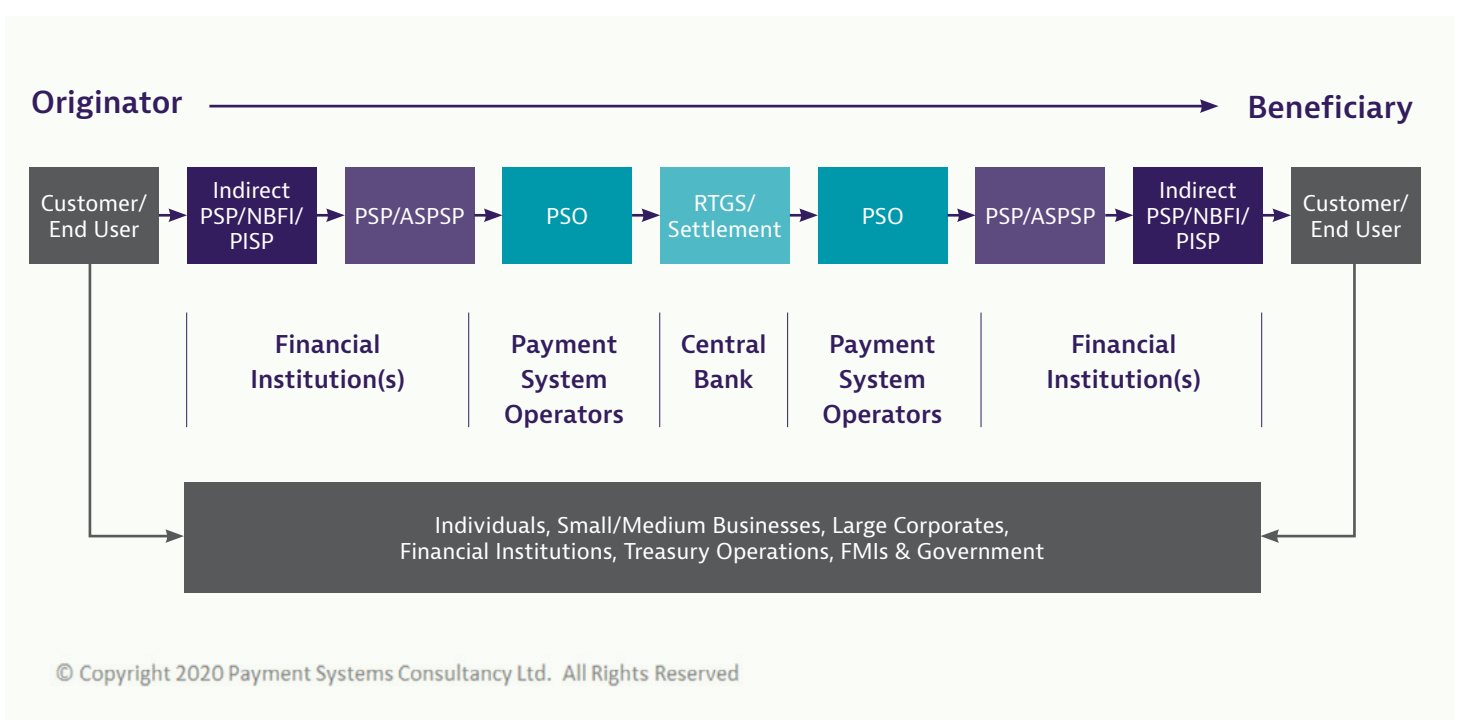 Originator
Beneficiary
Customer/
End User
Indirect
PSP/NBFI/
PISP
PSP/ASPSP
PSO
RTGS/
Settlement
PSO
PSP/ASPSP
Indirect
PSP/NBFI/
PISP
Customer/
End User
Financial
Institution(s)
Payment
System
Operators
Central
Bank
Payment
System
Operators
Financial
Institution(s)
Individuals, Small/Medium Businesses, Large Corporates,
Financial Institutions, Treasury Operations, FMIs & Government
© Copyright 2020 Payment Systems Consultancy Ltd. All Rights Reserved